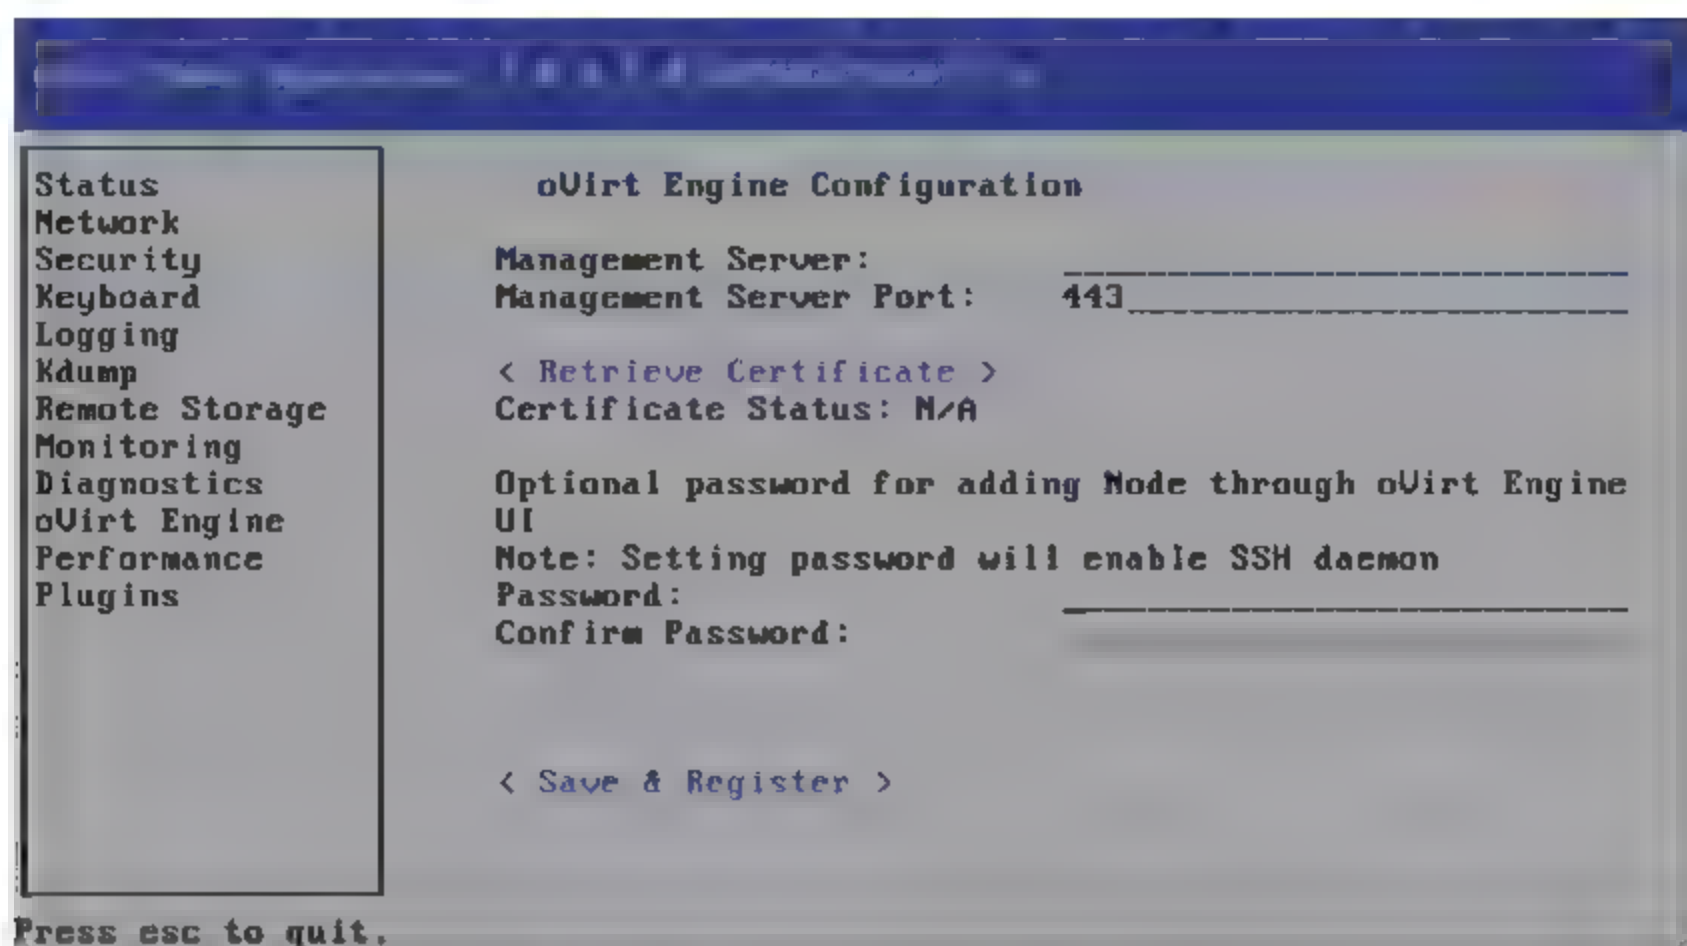 Status
Network
Security
Keyboard
Logging
Kdump
Remote Storage
Monitoring
Diagnostics
oVirt Engine
Performance
Plugins
oVirt Engine Configuration
Management Server:
Management Server Port: 443
< Retrieve Certificate >
Certificate Status: N/A
Optional password for adding Node through oVirt Engine
UI
Note: Setting password will enable SSH daemon
Password:
Confirm Password:
< Save & Register >
Press esc to quit.